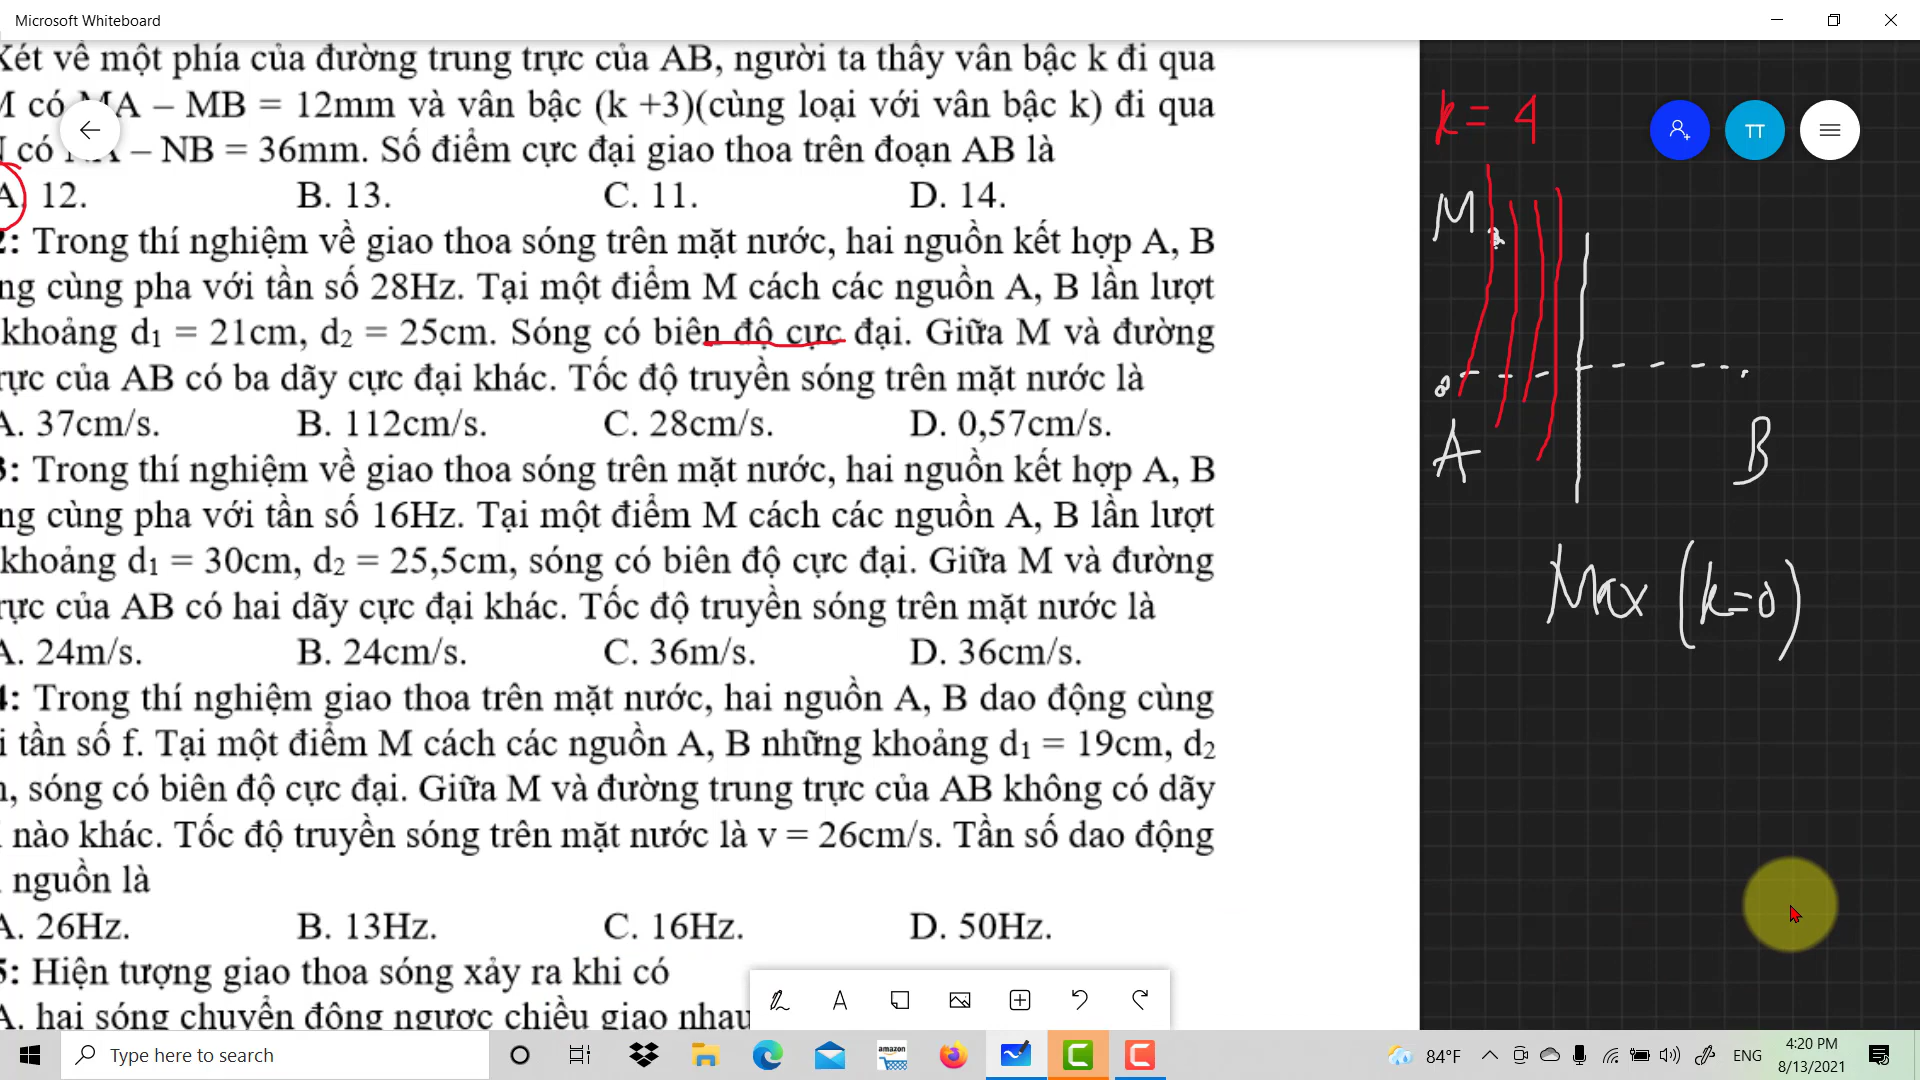 Microsoft Whiteboard
Xét về một phía của đường trung trực của AB, người ta thấy vân bậc k đi qua
M có MA – MB = 12mm và vân bậc (k +3)(cùng loại với vân bậc k) đi qua
có – NB = 36mm. Số điểm cực đại giao thoa trên đoạn AB là
A. 12. B. 13. C. 11. D. 14.
2: Trong thí nghiệm về giao thoa sóng trên mặt nước, hai nguồn kết hợp A, B
ng cùng pha với tần số 28Hz. Tại một điểm M cách các nguồn A, B lần lượt
khoảng d1 = 21cm, d2 = 25cm. Sóng có biên độ cực đại. Giữa M và đường
rực của AB có ba dãy cực đại khác. Tốc độ truyền sóng trên mặt nước là
A. 37cm/s. B. 112cm/s. C. 28cm/s. D. 0,57cm/s.
3: Trong thí nghiệm về giao thoa sóng trên mặt nước, hai nguồn kết hợp A, B
ng cùng pha với tần số 16Hz. Tại một điểm M cách các nguồn A, B lần lượt
khoảng d1 = 30cm, d2 = 25,5cm, sóng có biên độ cực đại. Giữa M và đường
rực của AB có hai dãy cực đại khác. Tốc độ truyền sóng trên mặt nước là
A. 24m/s. B. 24cm/s. C. 36m/s. D. 36cm/s.
4: Trong thí nghiệm giao thoa trên mặt nước, hai nguồn A, B dao động cùng
i tần số f. Tại một điểm M cách các nguồn A, B những khoảng d1 = 19cm, d2
, sóng có biên độ cực đại. Giữa M và đường trung trực của AB không có dãy
nào khác. Tốc độ truyền sóng trên mặt nước là v = 26cm/s. Tần số dao động
nguồn là
A. 26Hz. B. 13Hz. C. 16Hz. D. 50Hz.
5: Hiện tượng giao thoa sóng xảy ra khi có
A. hai sóng chuyển động ngược chiều giao nhau
k = 4
TT
M
A
B
Max (k=0)
A
Type here to search
amazon
84°F
ENG
4:20 PM
8/13/2021